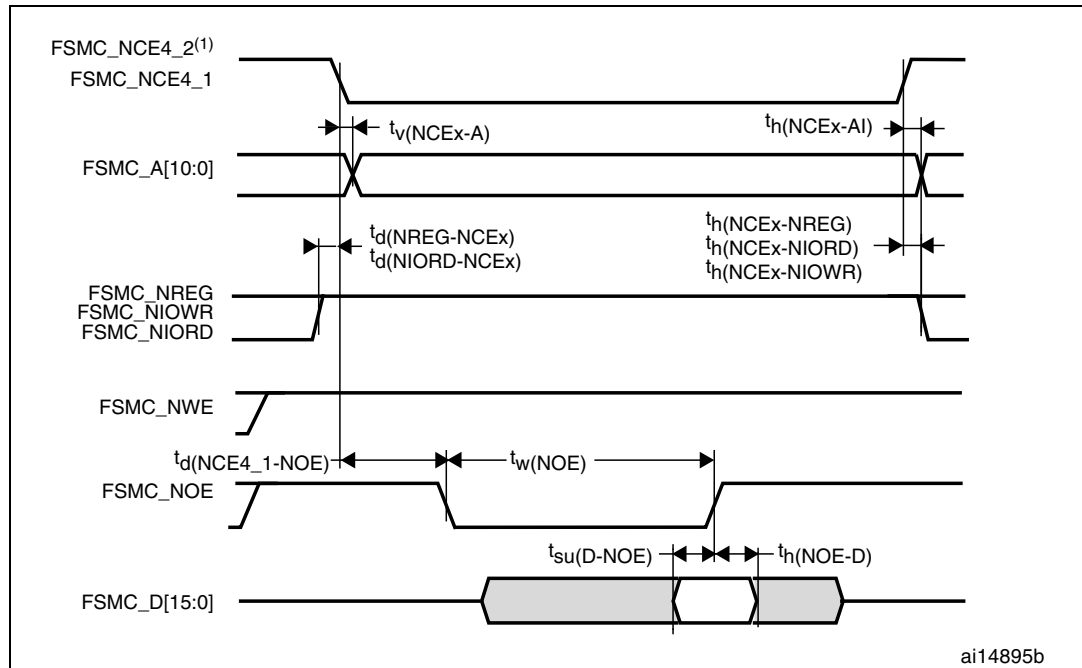 FSMC_NCE4_2(1)
FSMC_NCE4_1
tv(NCEx-A)
th(NCEx-AI)
FSMC_A[10:0]
td(NREG-NCEx)
td(NIORD-NCEx)
th(NCEx-NREG)
th(NCEx-NIORD)
th(NCEx-NIOWR)
FSMC_NREG
FSMC_NIOWR
FSMC_NIORD
FSMC_NWE
td(NCE4_1-NOE)
tw(NOE)
FSMC_NOE
tsu(D-NOE)
th(NOE-D)
FSMC_D[15:0]
ai14895b